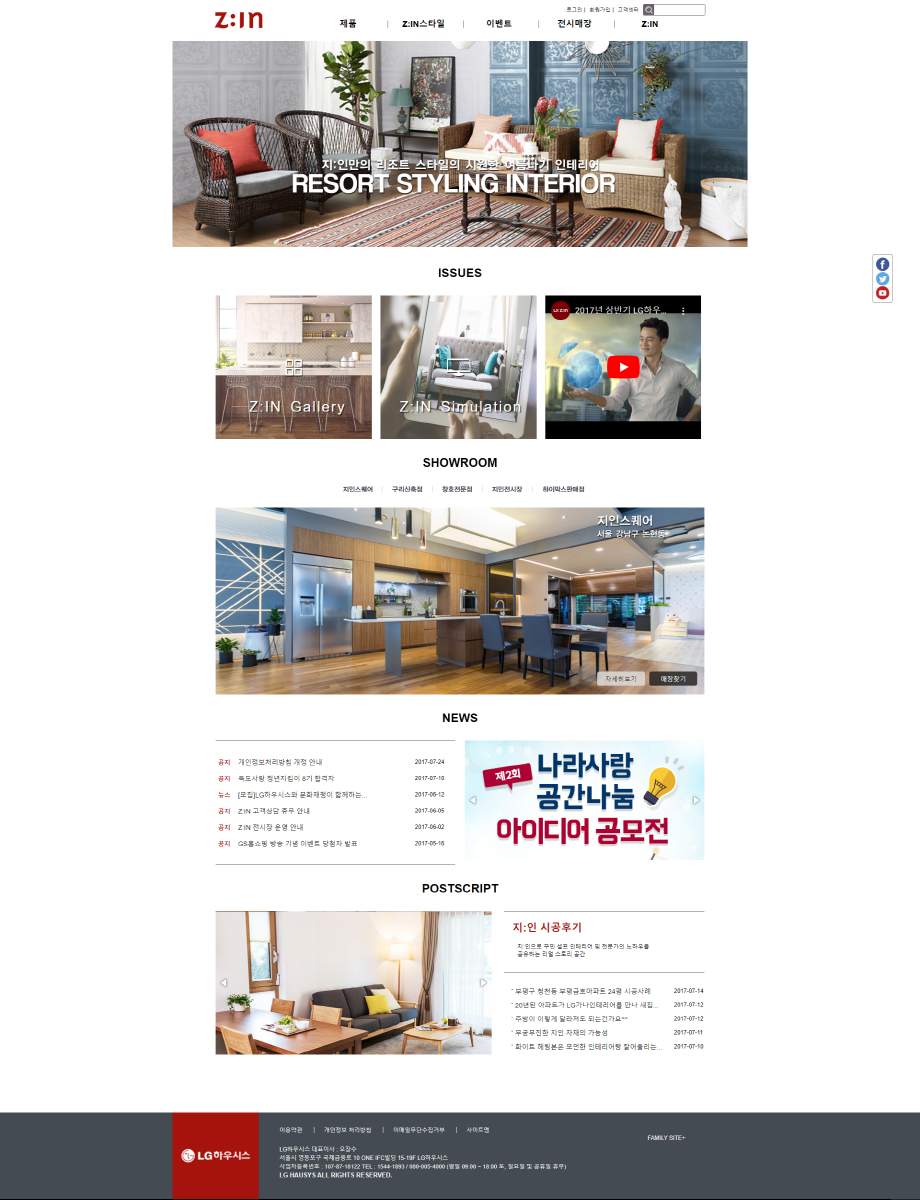 로그인 | 회원가입 | 고객센터
Z:IN
제품 | Z:IN스타일 | 이벤트 | 전시매장 | Z:IN
지:인만의 리조트 스타일의 시원한 여름나기 인테리어
RESORT STYLING INTERIOR
ISSUES
Z:IN Gallery
Z:IN Simulation
LX Z:IN 2017년 상반기 LG하우...
SHOWROOM
지인스퀘어 | 구리신축점 | 창호전문점 | 지인전시장 | 하이막스판매점
지인스퀘어
서울 강남구 논현동
자세히보기 매장찾기
NEWS
공지 개인정보처리방침 개정 안내 2017-07-24
공지 독도사랑 청년지킴이 8기 합격자 2017-07-10
뉴스 [모집]LG하우시스와 문화재청이 함께하는... 2017-06-12
공지 Z:IN 고객상담 휴무 안내 2017-06-05
공지 Z:IN 전시장 운영 안내 2017-06-02
공지 GS홈쇼핑 방송 기념 이벤트 당첨자 발표 2017-05-16
제2회
나라사랑
공간나눔
아이디어 공모전
POSTSCRIPT
지:인 시공후기
지:인으로 꾸민 셀프 인테리어 및 전문가의 노하우를
공유하는 리얼 스토리 공간
부평구 청천동 부평금호아파트 24평 시공사례 2017-07-14
20년된 아파트가 LG가나인테리어를 만나 새집... 2017-07-12
주방이 이렇게 달라져도 되는건가요~~ 2017-07-12
무궁무진한 지인 자재의 가능성 2017-07-11
화이트 헤링본은 모던한 인테리어랑 잘어울리는... 2017-07-10
LG하우시스
이용약관 | 개인정보 처리방침 | 이메일무단수집거부 | 사이트맵
FAMILY SITE+
LG하우시스 대표이사 : 오장수
서울시 영등포구 국제금융로 10 ONE IFC빌딩 15-19F LG하우시스
사업자등록번호 : 107-87-18122 TEL : 1544-1893 / 080-005-4000 (평일 09:00 ~ 18:00 토, 일요일 및 공휴일 휴무)
LG HAUSYS ALL RIGHTS RESERVED.